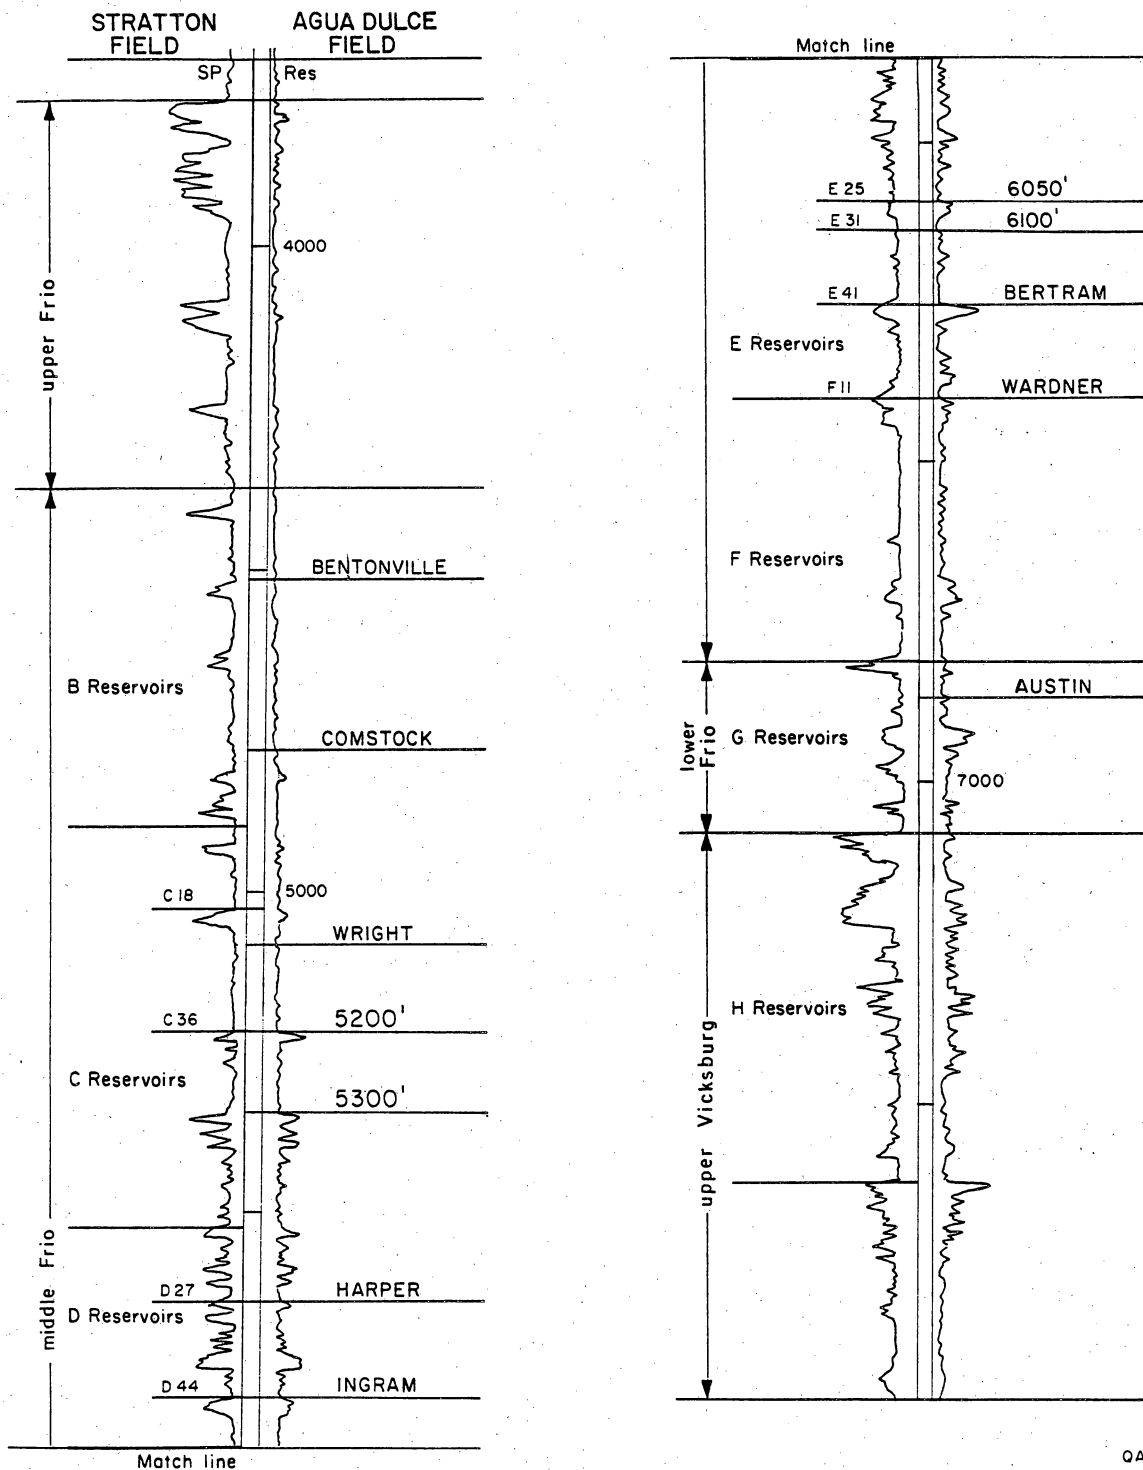 STRATTON
FIELD
AGUA DULCE
FIELD
SP
Res
upper Frio
4000
BENTONVILLE
B Reservoirs
COMSTOCK
5000
C 18
WRIGHT
C 36
5200'
C Reservoirs
5300'
middle Frio
D 27
HARPER
D Reservoirs
D 44
INGRAM
Match line
Match line
E 25
6050'
E 31
6100'
E 41
BERTRAM
E Reservoirs
F 11
WARDNER
F Reservoirs
AUSTIN
lower
Frio
G Reservoirs
7000
H Reservoirs
upper Vicksburg
QA